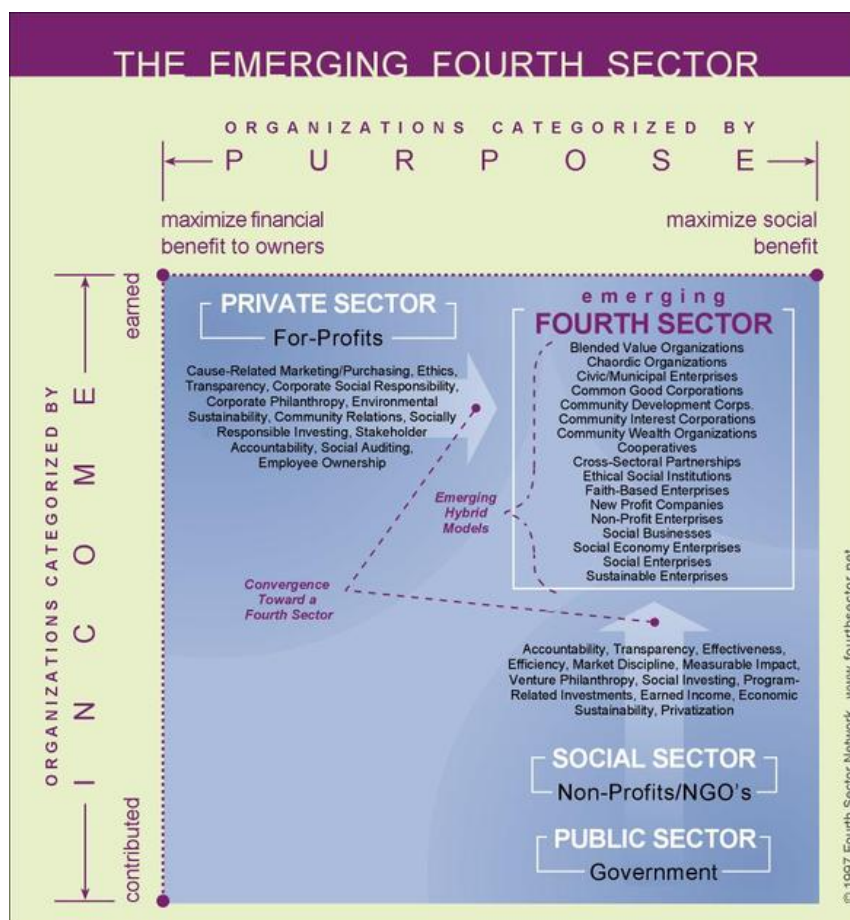 THE EMERGING FOURTH SECTOR
ORGANIZATIONS CATEGORIZED BY
PURPOSE
maximize financial
benefit to owners
maximize social
benefit
ORGANIZATIONS CATEGORIZED BY
INCOME
earned
contributed
PRIVATE SECTOR
For-Profits
Cause-Related Marketing/Purchasing, Ethics,
Transparency, Corporate Social Responsibility,
Corporate Philanthropy, Environmental
Sustainability, Community Relations, Socially
Responsible Investing, Stakeholder
Accountability, Social Auditing,
Employee Ownership
emerging
FOURTH SECTOR
Blended Value Organizations
Chaordic Organizations
Civic/Municipal Enterprises
Common Good Corporations
Community Development Corps.
Community Interest Corporations
Community Wealth Organizations
Cooperatives
Cross-Sectoral Partnerships
Ethical Social Institutions
Faith-Based Enterprises
New Profit Companies
Non-Profit Enterprises
Social Businesses
Social Economy Enterprises
Social Enterprises
Sustainable Enterprises
Emerging
Hybrid
Models
Convergence
Toward a
Fourth Sector
Accountability, Transparency, Effectiveness,
Efficiency, Market Discipline, Measurable Impact,
Venture Philanthropy, Social Investing, Program-
Related Investments, Earned Income, Economic
Sustainability, Privatization
SOCIAL SECTOR
Non-Profits/NGO's
PUBLIC SECTOR
Government
© 1997 Fourth Sector Network www.fourthsector.net